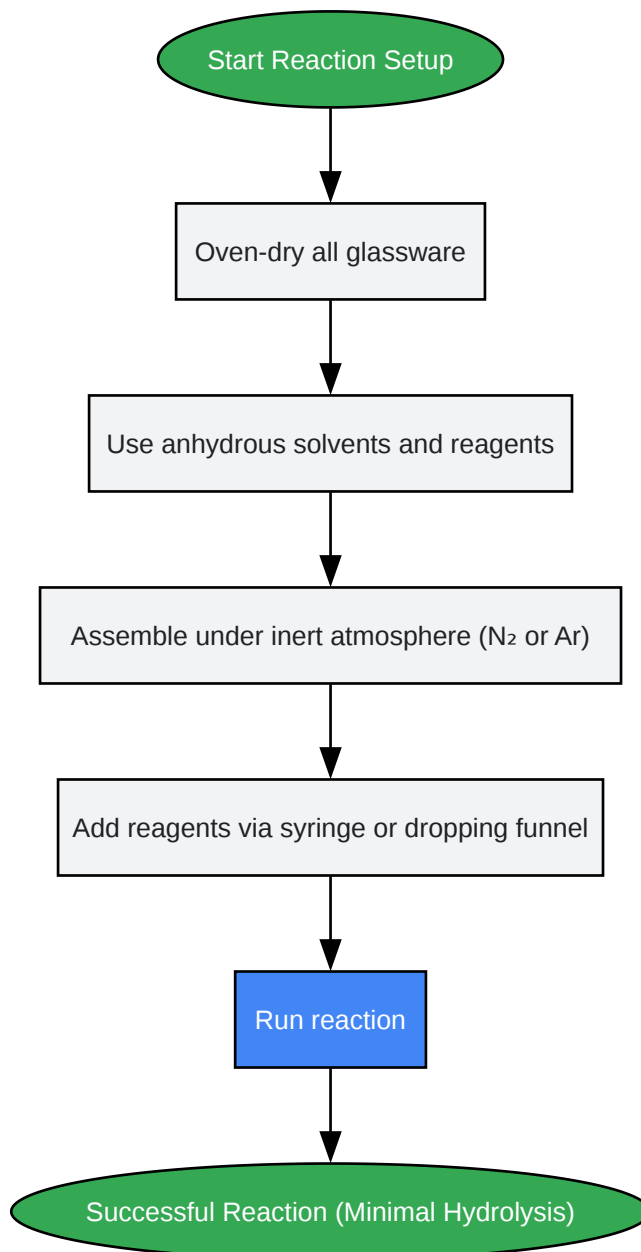 Start Reaction Setup
Oven-dry all glassware
Use anhydrous solvents and reagents
Assemble under inert atmosphere (N₂ or Ar)
Add reagents via syringe or dropping funnel
Run reaction
Successful Reaction (Minimal Hydrolysis)